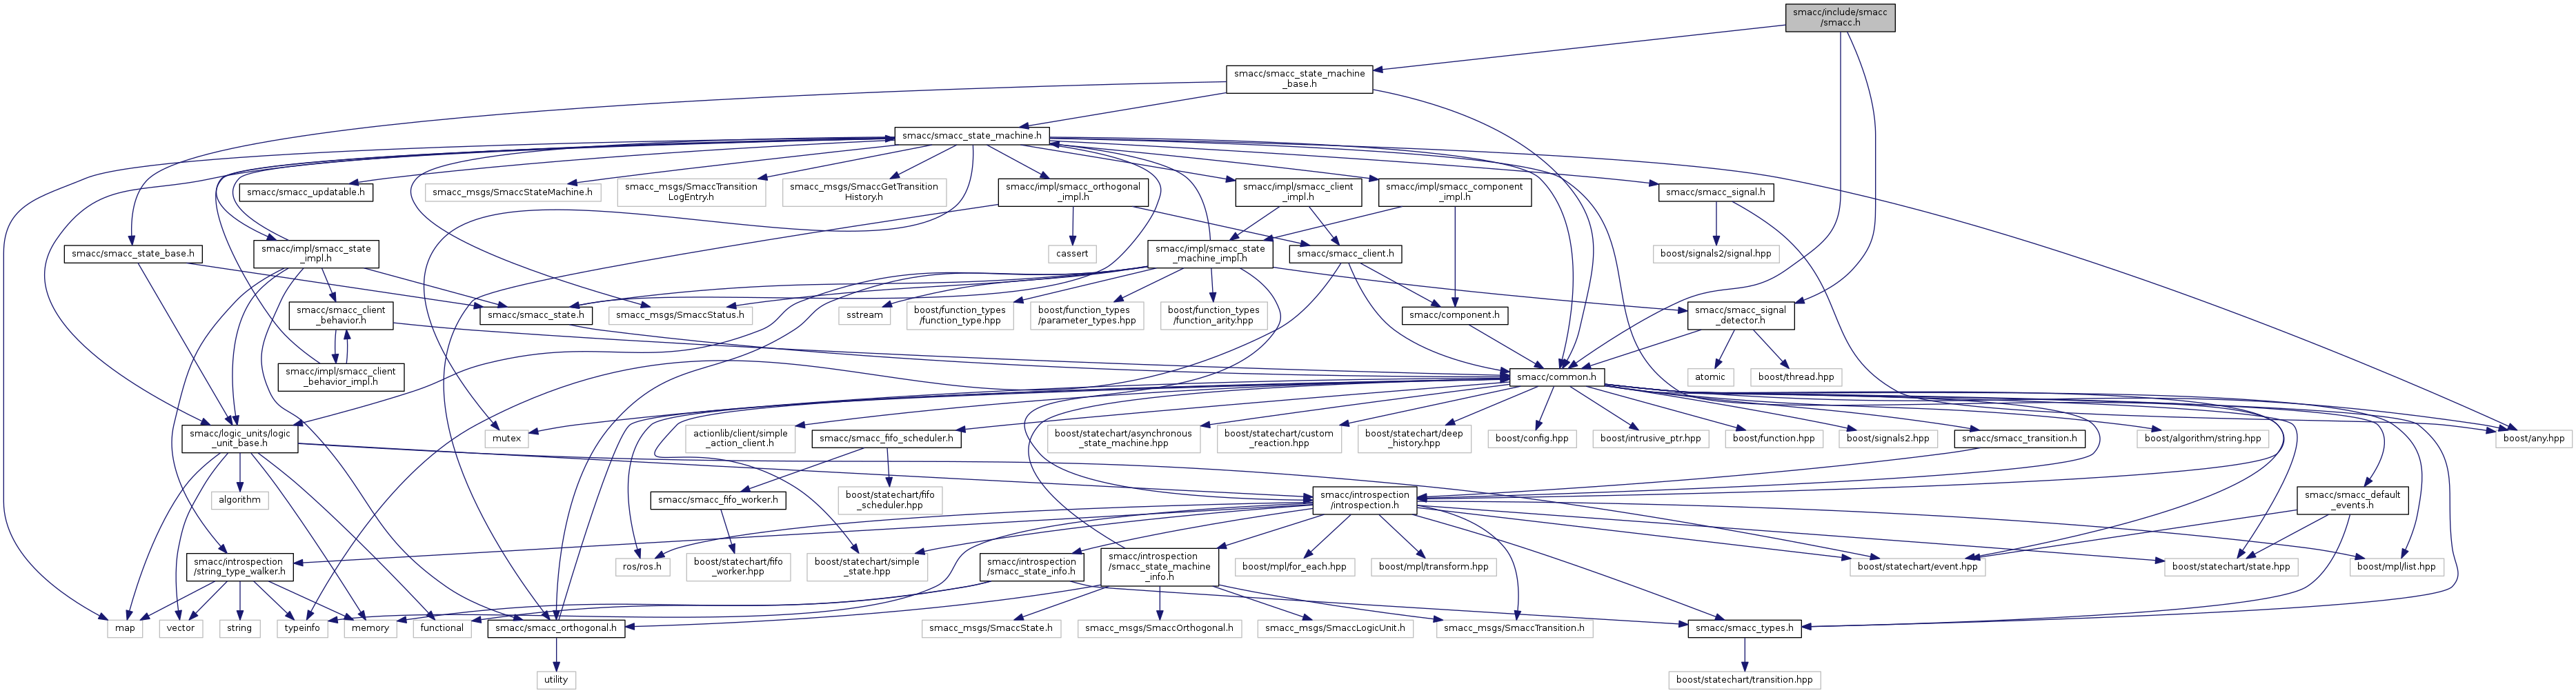 smacc/include/smacc
/smacc.h
smacc/smacc_state_machine
_base.h
smacc/smacc_state_machine.h
smacc/smacc_updatable.h
smacc_msgs/SmaccStateMachine.h
smacc_msgs/SmaccTransition
LogEntry.h
smacc_msgs/SmaccGetTransition
History.h
smacc/impl/smacc_orthogonal
_impl.h
smacc/impl/smacc_client
_impl.h
smacc/impl/smacc_component
_impl.h
smacc/smacc_signal.h
smacc/smacc_state_base.h
smacc/impl/smacc_state
_impl.h
cassert
smacc/impl/smacc_state
_machine_impl.h
smacc/smacc_client.h
boost/signals2/signal.hpp
smacc/smacc_client
_behavior.h
smacc/smacc_state.h
smacc_msgs/SmaccStatus.h
sstream
boost/function_types
/function_type.hpp
boost/function_types
/parameter_types.hpp
boost/function_types
/function_arity.hpp
smacc/component.h
smacc/smacc_signal
_detector.h
smacc/impl/smacc_client
_behavior_impl.h
smacc/common.h
atomic
boost/thread.hpp
smacc/logic_units/logic
_unit_base.h
mutex
actionlib/client/simple
_action_client.h
smacc/smacc_fifo_scheduler.h
boost/statechart/asynchronous
_state_machine.hpp
boost/statechart/custom
_reaction.hpp
boost/statechart/deep
_history.hpp
boost/config.hpp
boost/intrusive_ptr.hpp
boost/function.hpp
boost/signals2.hpp
smacc/smacc_transition.h
boost/algorithm/string.hpp
boost/any.hpp
algorithm
smacc/smacc_fifo_worker.h
boost/statechart/fifo
_scheduler.hpp
smacc/introspection
/introspection.h
smacc/smacc_default
_events.h
smacc/introspection
/string_type_walker.h
ros/ros.h
boost/statechart/fifo
_worker.hpp
boost/statechart/simple
_state.hpp
smacc/introspection
/smacc_state_info.h
smacc/introspection
/smacc_state_machine
_info.h
boost/mpl/for_each.hpp
boost/mpl/transform.hpp
boost/statechart/event.hpp
boost/statechart/state.hpp
boost/mpl/list.hpp
map
vector
string
typeinfo
memory
functional
smacc/smacc_orthogonal.h
smacc_msgs/SmaccState.h
smacc_msgs/SmaccOrthogonal.h
smacc_msgs/SmaccLogicUnit.h
smacc_msgs/SmaccTransition.h
smacc/smacc_types.h
utility
boost/statechart/transition.hpp